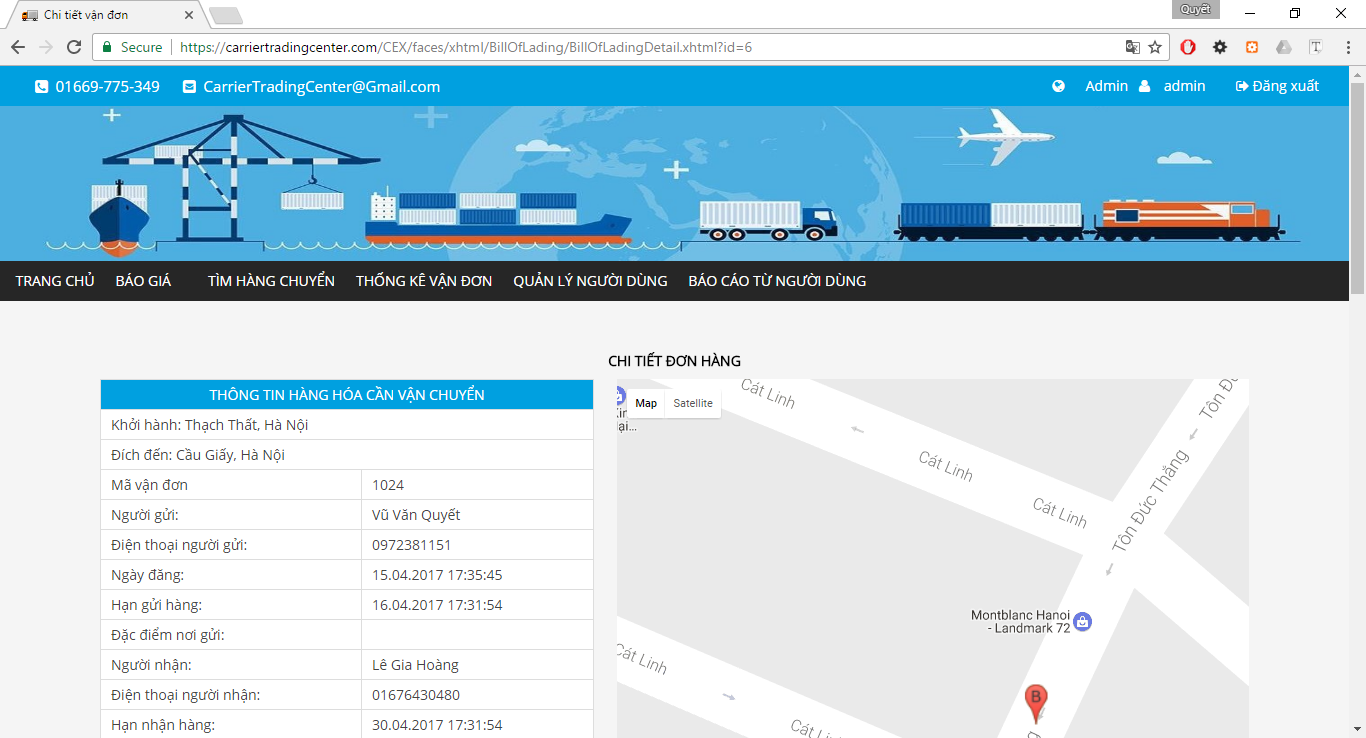 Chi tiết vận đơn
Quyết
Secure https://carriertradingcenter.com/CEX/faces/xhtml/BillOfLading/BillOfLadingDetail.xhtml?id=6
01669-775-349 CarrierTradingCenter@Gmail.com Admin admin Đăng xuất
TRANG CHỦ BÁO GIÁ TÌM HÀNG CHUYỂN THỐNG KÊ VẬN ĐƠN QUẢN LÝ NGƯỜI DÙNG BÁO CÁO TỪ NGƯỜI DÙNG
CHI TIẾT ĐƠN HÀNG
THÔNG TIN HÀNG HÓA CẦN VẬN CHUYỂN
Khởi hành: Thạch Thất, Hà Nội
Đích đến: Cầu Giấy, Hà Nội
Mã vận đơn 1024
Người gửi: Vũ Văn Quyết
Điện thoại người gửi: 0972381151
Ngày đăng: 15.04.2017 17:35:45
Hạn gửi hàng: 16.04.2017 17:31:54
Đặc điểm nơi gửi:
Người nhận: Lê Gia Hoàng
Điện thoại người nhận: 01676430480
Hạn nhận hàng: 30.04.2017 17:31:54
Map Satellite
Cát Linh
Tôn Đức
Cát Linh
Cát Linh
Tôn Đức Thắng
Montblanc Hanoi
- Landmark 72
Cát Linh
B
Cát Linh